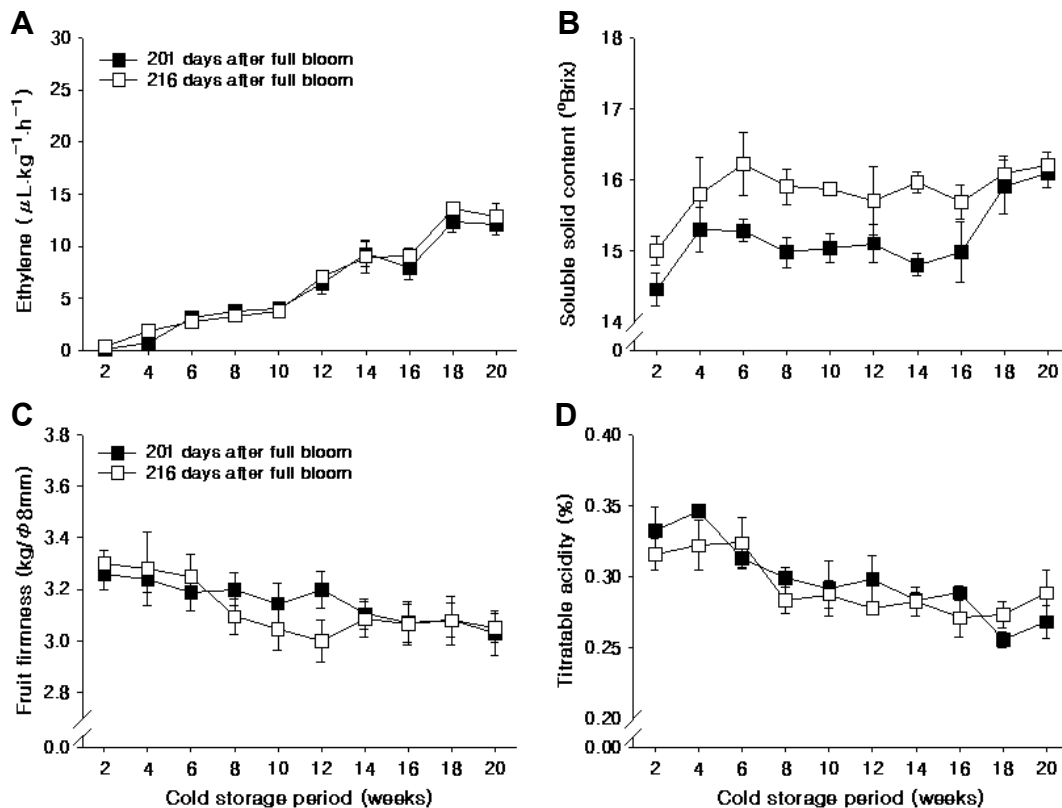 A
201 days after full bloom
216 days after full bloom
Ethylene (μL·kg⁻¹·h⁻¹)
30
25
20
15
10
5
0
2 4 6 8 10 12 14 16 18 20
B
Soluble solid content (°Brix)
18
17
16
15
14
0
2 4 6 8 10 12 14 16 18 20
C
201 days after full bloom
216 days after full bloom
Fruit firmness (kg/Φ8mm)
3.8
3.6
3.4
3.2
3.0
2.8
0.0
2 4 6 8 10 12 14 16 18 20
Cold storage period (weeks)
D
Titratable acidity (%)
0.40
0.35
0.30
0.25
0.20
0.00
2 4 6 8 10 12 14 16 18 20
Cold storage period (weeks)